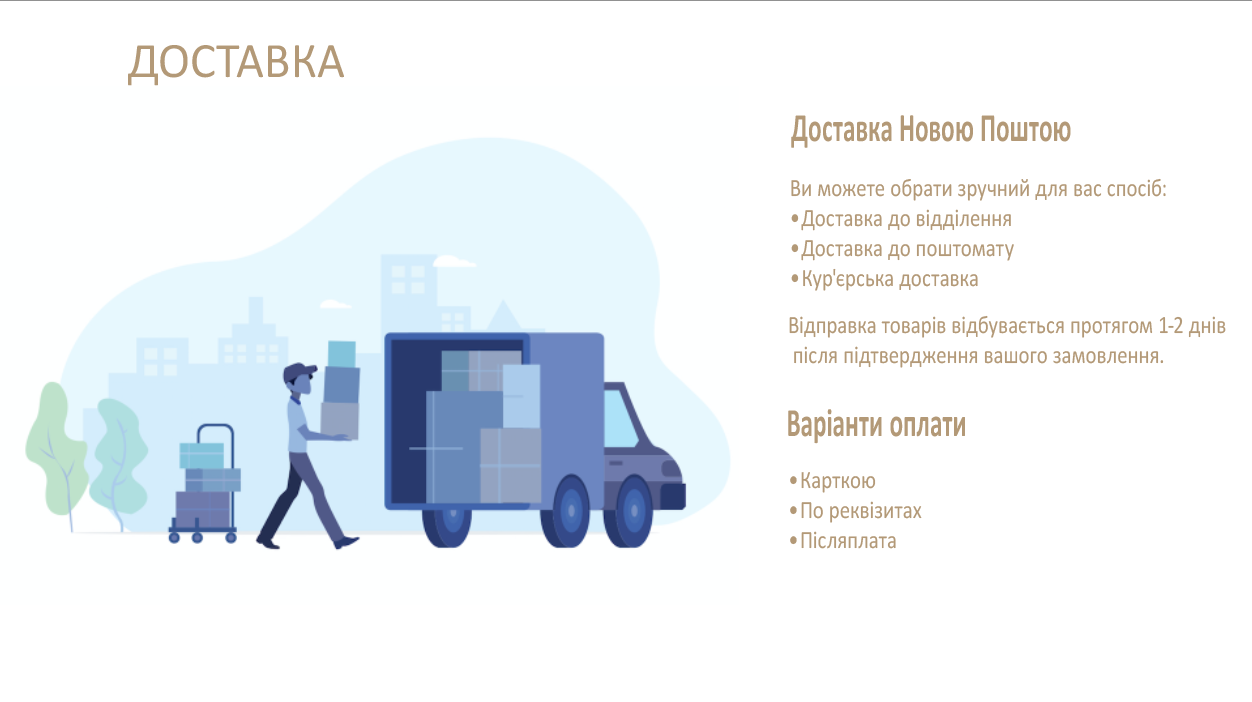 ДОСТАВКА
Доставка Новою Поштою
Ви можете обрати зручний для вас спосіб:
•Доставка до відділення
•Доставка до поштомату
•Кур'єрська доставка
Відправка товарів відбувається протягом 1-2 днів
після підтвердження вашого замовлення.
Варіанти оплати
•Карткою
•По реквізитах
•Післяплата